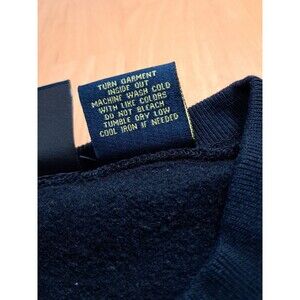 TURN GARMENT
INSIDE OUT
MACHINE WASH COLD
WITH LIKE COLORS
DO NOT BLEACH
TUMBLE DRY LOW
COOL IRON IF NEEDED